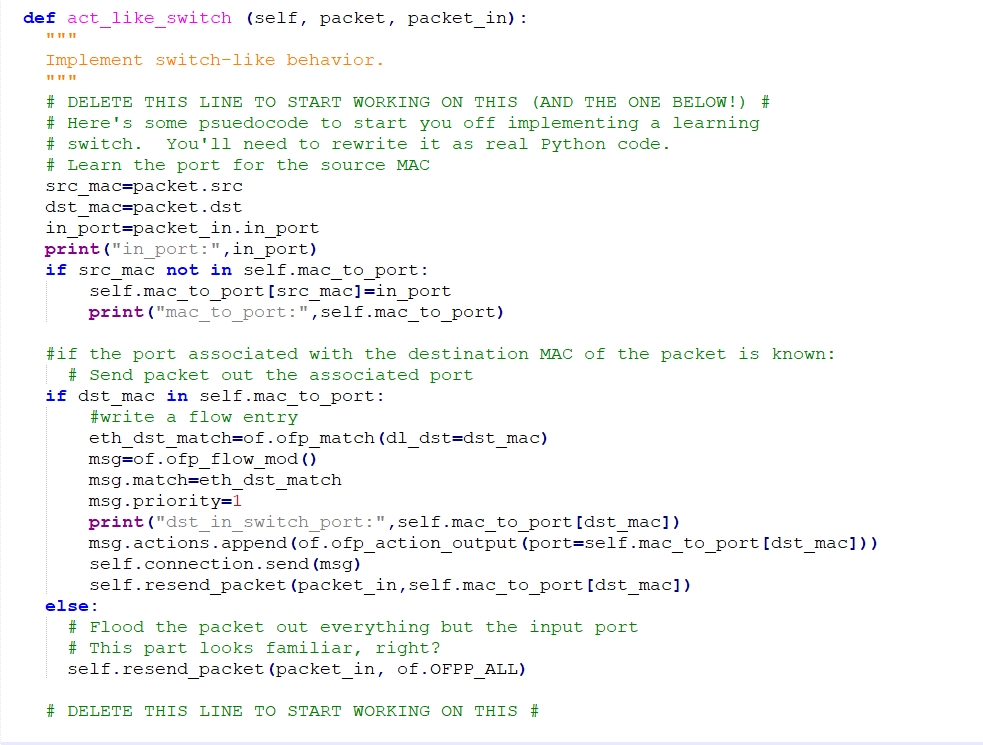 def act_like_switch (self, packet, packet_in):
"""
Implement switch-like behavior.
"""
# DELETE THIS LINE TO START WORKING ON THIS (AND THE ONE BELOW!) #
# Here's some psuedocode to start you off implementing a learning
# switch.  You'll need to rewrite it as real Python code.
# Learn the port for the source MAC
src_mac=packet.src
dst_mac=packet.dst
in_port=packet_in.in_port
print("in_port:",in_port)
if src_mac not in self.mac_to_port:
self.mac_to_port[src_mac]=in_port
print("mac_to_port:",self.mac_to_port)
#if the port associated with the destination MAC of the packet is known:
# Send packet out the associated port
if dst_mac in self.mac_to_port:
#write a flow entry
eth_dst_match=of.ofp_match(dl_dst=dst_mac)
msg=of.ofp_flow_mod()
msg.match=eth_dst_match
msg.priority=1
print("dst_in_switch_port:",self.mac_to_port[dst_mac])
msg.actions.append(of.ofp_action_output(port=self.mac_to_port[dst_mac]))
self.connection.send(msg)
self.resend_packet(packet_in,self.mac_to_port[dst_mac])
else:
# Flood the packet out everything but the input port
# This part looks familiar, right?
self.resend_packet(packet_in, of.OFPP_ALL)
# DELETE THIS LINE TO START WORKING ON THIS #